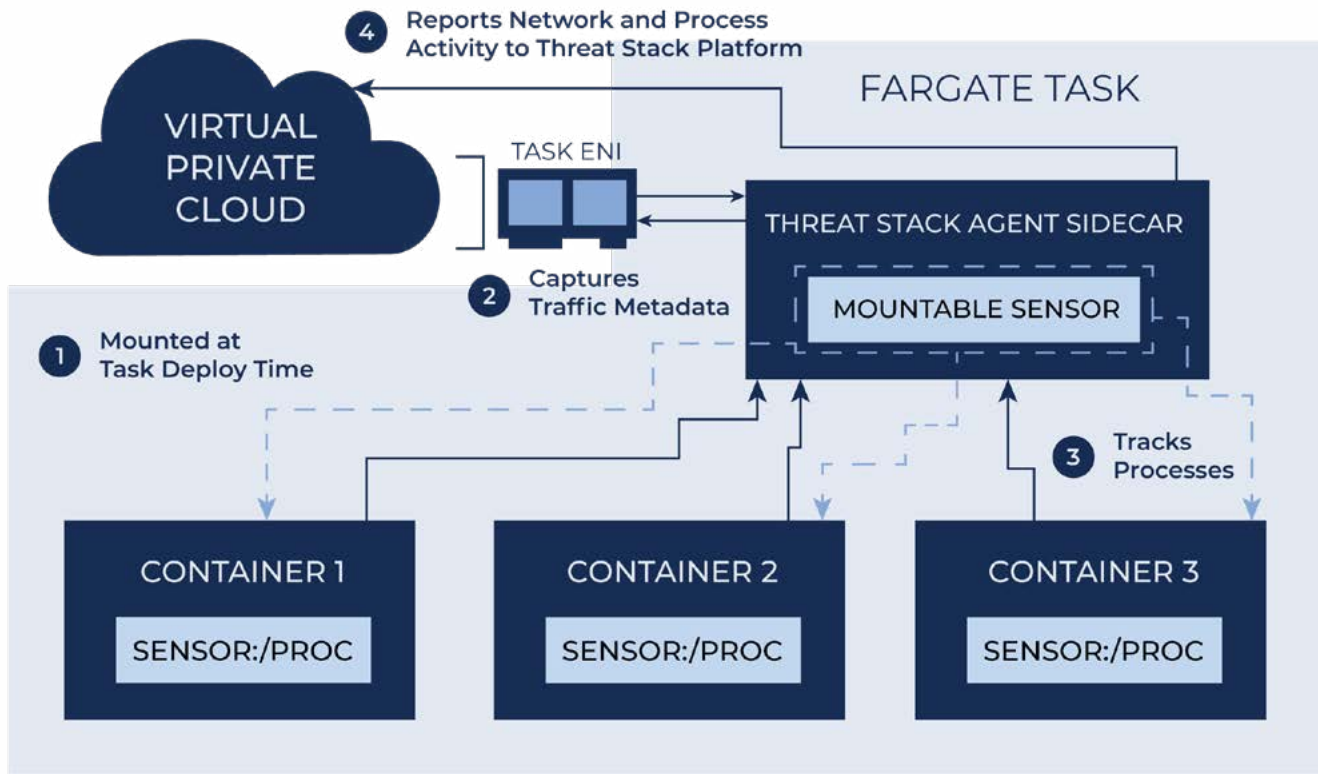 4
Reports Network and Process
Activity to Threat Stack Platform
FARGATE TASK
VIRTUAL
PRIVATE
CLOUD
TASK ENI
THREAT STACK AGENT SIDECAR
MOUNTABLE SENSOR
2
Captures
Traffic Metadata
1
Mounted at
Task Deploy Time
3
Tracks
Processes
CONTAINER 1
SENSOR:/PROC
CONTAINER 2
SENSOR:/PROC
CONTAINER 3
SENSOR:/PROC